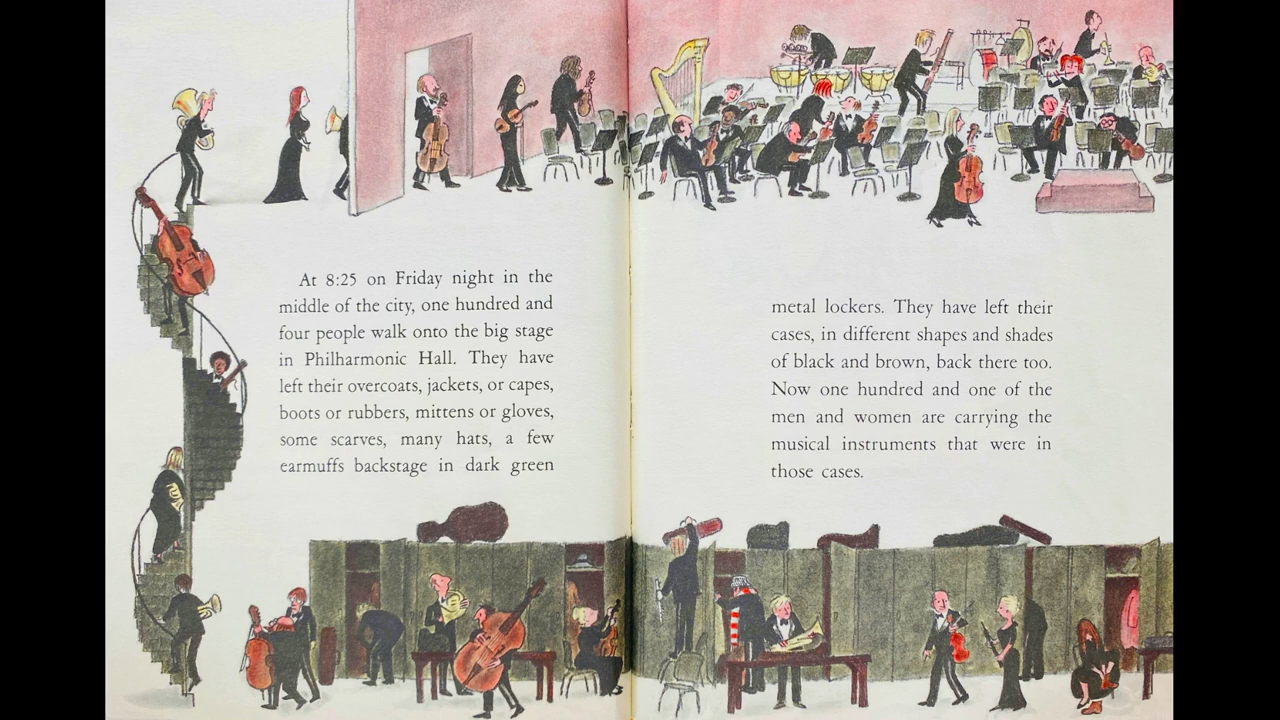 At 8:25 on Friday night in the
middle of the city, one hundred and
four people walk onto the big stage
in Philharmonic Hall. They have
left their overcoats, jackets, or capes,
boots or rubbers, mittens or gloves,
some scarves, many hats, a few
earmuffs backstage in dark green
metal lockers. They have left their
cases, in different shapes and shades
of black and brown, back there too.
Now one hundred and one of the
men and women are carrying the
musical instruments that were in
those cases.